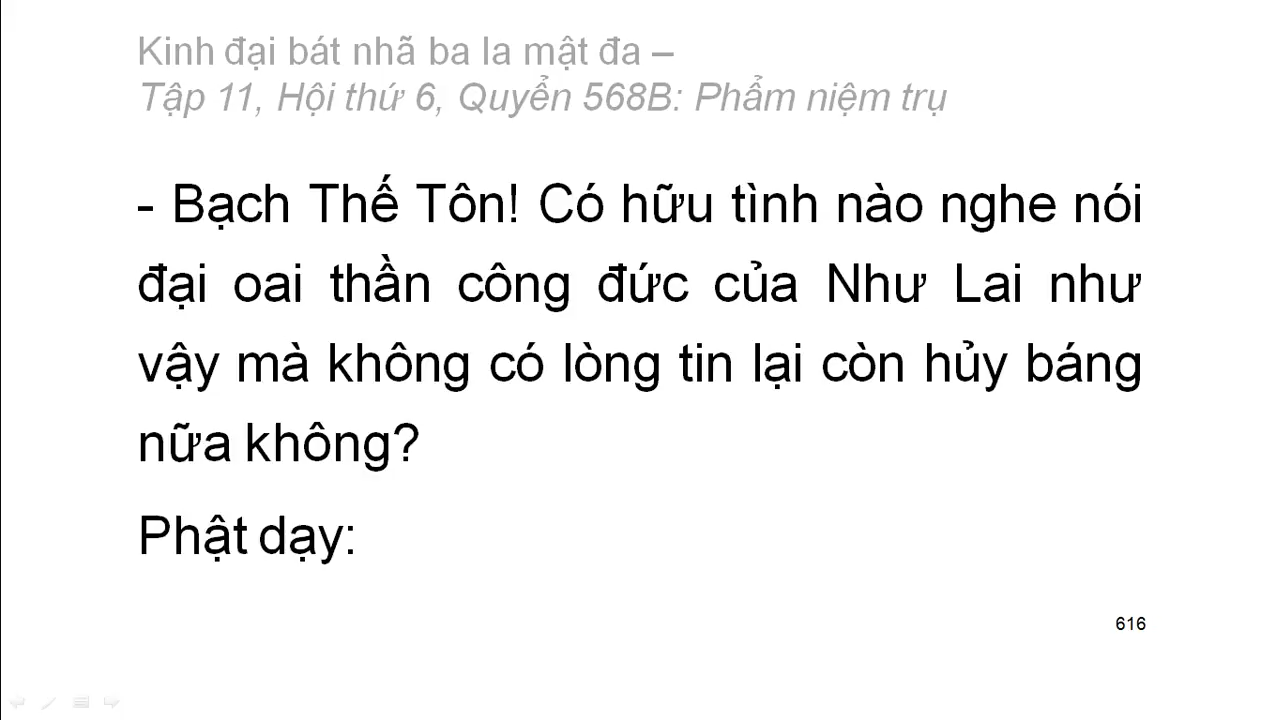 Kinh đại bát nhã ba la mật đa –
Tập 11, Hội thứ 6, Quyển 568B: Phẩm niệm trụ
- Bạch Thế Tôn! Có hữu tình nào nghe nói
đại oai thần công đức của Như Lai như
vậy mà không có lòng tin lại còn hủy báng
nữa không?
Phật dạy:
616